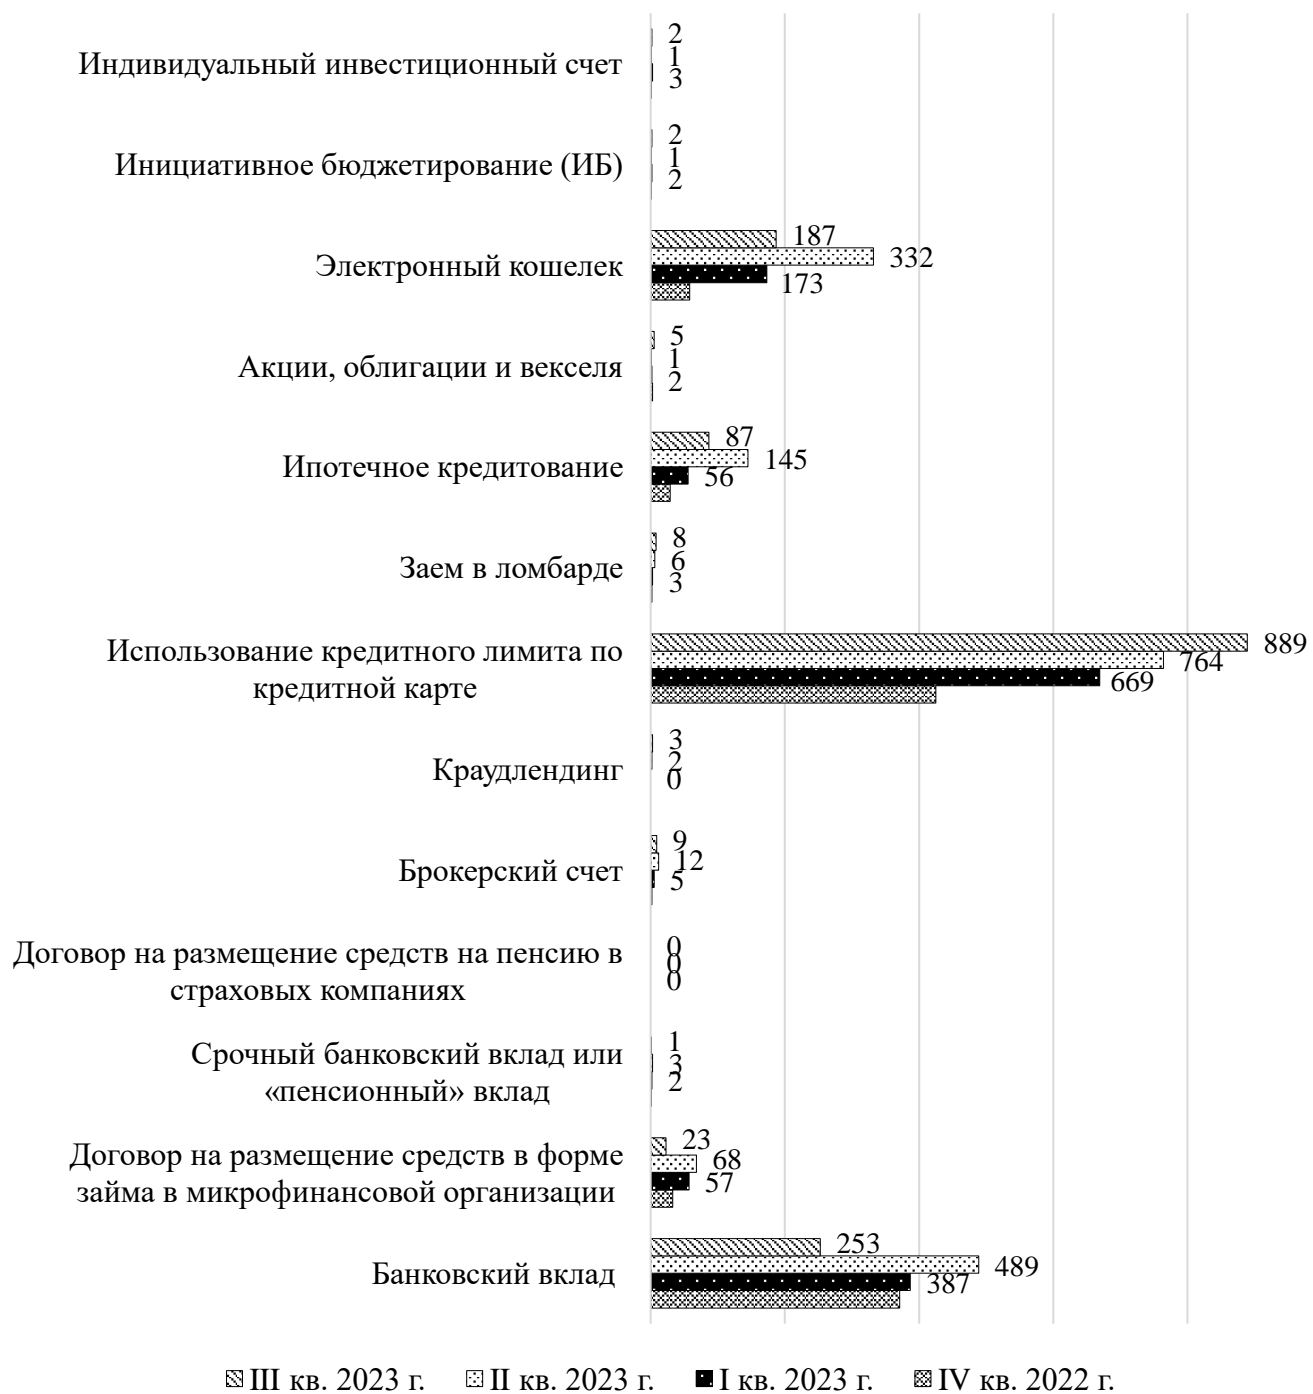 Индивидуальный инвестиционный счет
2
1
3
Инициативное бюджетирование (ИБ)
2
1
2
Электронный кошелек
187
332
173
Акции, облигации и векселя
5
1
2
Ипотечное кредитование
87
145
56
Заем в ломбарде
8
6
3
Использование кредитного лимита по
кредитной карте
889
764
669
Краудлендинг
3
2
0
Брокерский счет
9
12
5
Договор на размещение средств на пенсию в
страховых компаниях
0
0
0
Срочный банковский вклад или
«пенсионный» вклад
1
3
2
Договор на размещение средств в форме
займа в микрофинансовой организации
23
68
57
Банковский вклад
253
489
387
III кв. 2023 г. II кв. 2023 г. I кв. 2023 г. IV кв. 2022 г.